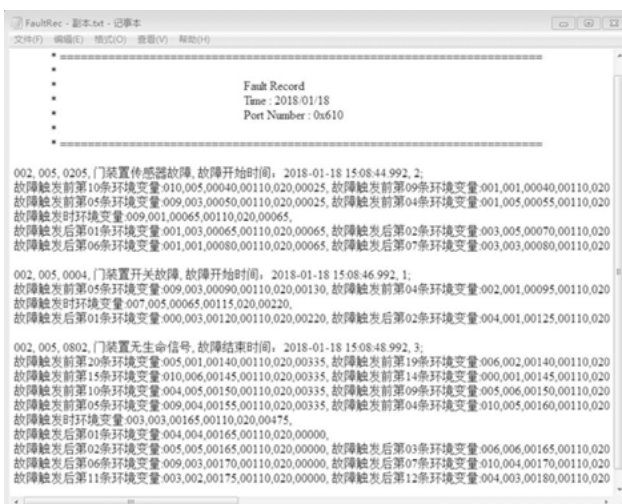 FaultRec - 副本.txt - 记事本
文件(F) 编辑(E) 格式(O) 查看(V) 帮助(H)
* ==================================================
*
* Fault Record
* Time : 2018/01/18
* Port Number : 0x610
*
* ==================================================
002, 005, 0205, 门装置传感器故障, 故障开始时间: 2018-01-18 15:08:44.992, 2;
故障触发前第10条环境变量:010,005,00040,00110,020,00025, 故障触发前第09条环境变量:001,001,00040,00110,020
故障触发前第05条环境变量:009,003,00050,00110,020,00025, 故障触发前第04条环境变量:001,005,00055,00110,020
故障触发时环境变量:009,001,00065,00110,020,00065,
故障触发后第01条环境变量:001,003,00065,00110,020,00065, 故障触发后第02条环境变量:003,005,00070,00110,020
故障触发后第06条环境变量:001,001,00080,00110,020,00065, 故障触发后第07条环境变量:003,003,00080,00110,020
002, 005, 0004, 门装置开关故障, 故障开始时间: 2018-01-18 15:08:46.992, 1;
故障触发前第05条环境变量:009,003,00090,00110,020,00130, 故障触发前第04条环境变量:002,001,00095,00110,020
故障触发时环境变量:007,005,00065,00115,020,00220,
故障触发后第01条环境变量:000,003,00120,00110,020,00220, 故障触发后第02条环境变量:004,001,00125,00110,020
002, 005, 0802, 门装置无生命信号, 故障结束时间: 2018-01-18 15:08:48.992, 3;
故障触发前第20条环境变量:005,001,00140,00110,020,00335, 故障触发前第19条环境变量:006,002,00140,00110,020
故障触发前第15条环境变量:010,006,00145,00110,020,00335, 故障触发前第14条环境变量:000,001,00145,00110,020
故障触发前第10条环境变量:004,005,00150,00110,020,00335, 故障触发前第09条环境变量:005,006,00150,00110,020
故障触发前第05条环境变量:009,004,00155,00110,020,00335, 故障触发前第04条环境变量:010,005,00160,00110,020
故障触发时环境变量:003,003,00165,00110,020,00475,
故障触发后第01条环境变量:004,004,00165,00110,020,00000,
故障触发后第02条环境变量:005,005,00165,00110,020,00000, 故障触发后第03条环境变量:006,006,00165,00110,020
故障触发后第06条环境变量:009,003,00170,00110,020,00000, 故障触发后第07条环境变量:010,004,00170,00110,020
故障触发后第11条环境变量:003,002,00175,00110,020,00000, 故障触发后第12条环境变量:004,003,00180,00110,020